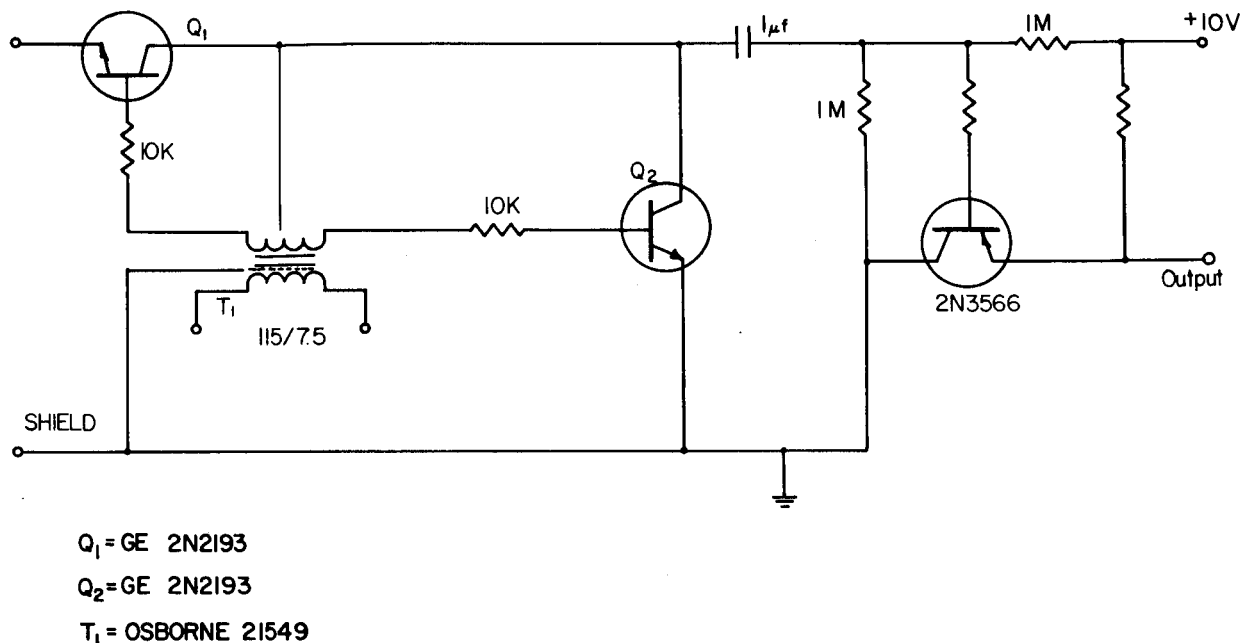 Q1
1μf
1M
+10V
1M
10K
Q2
10K
Output
2N3566
T1
115/7.5
SHIELD
Q1 = GE 2N2193
Q2 = GE 2N2193
T1 = OSBORNE 21549